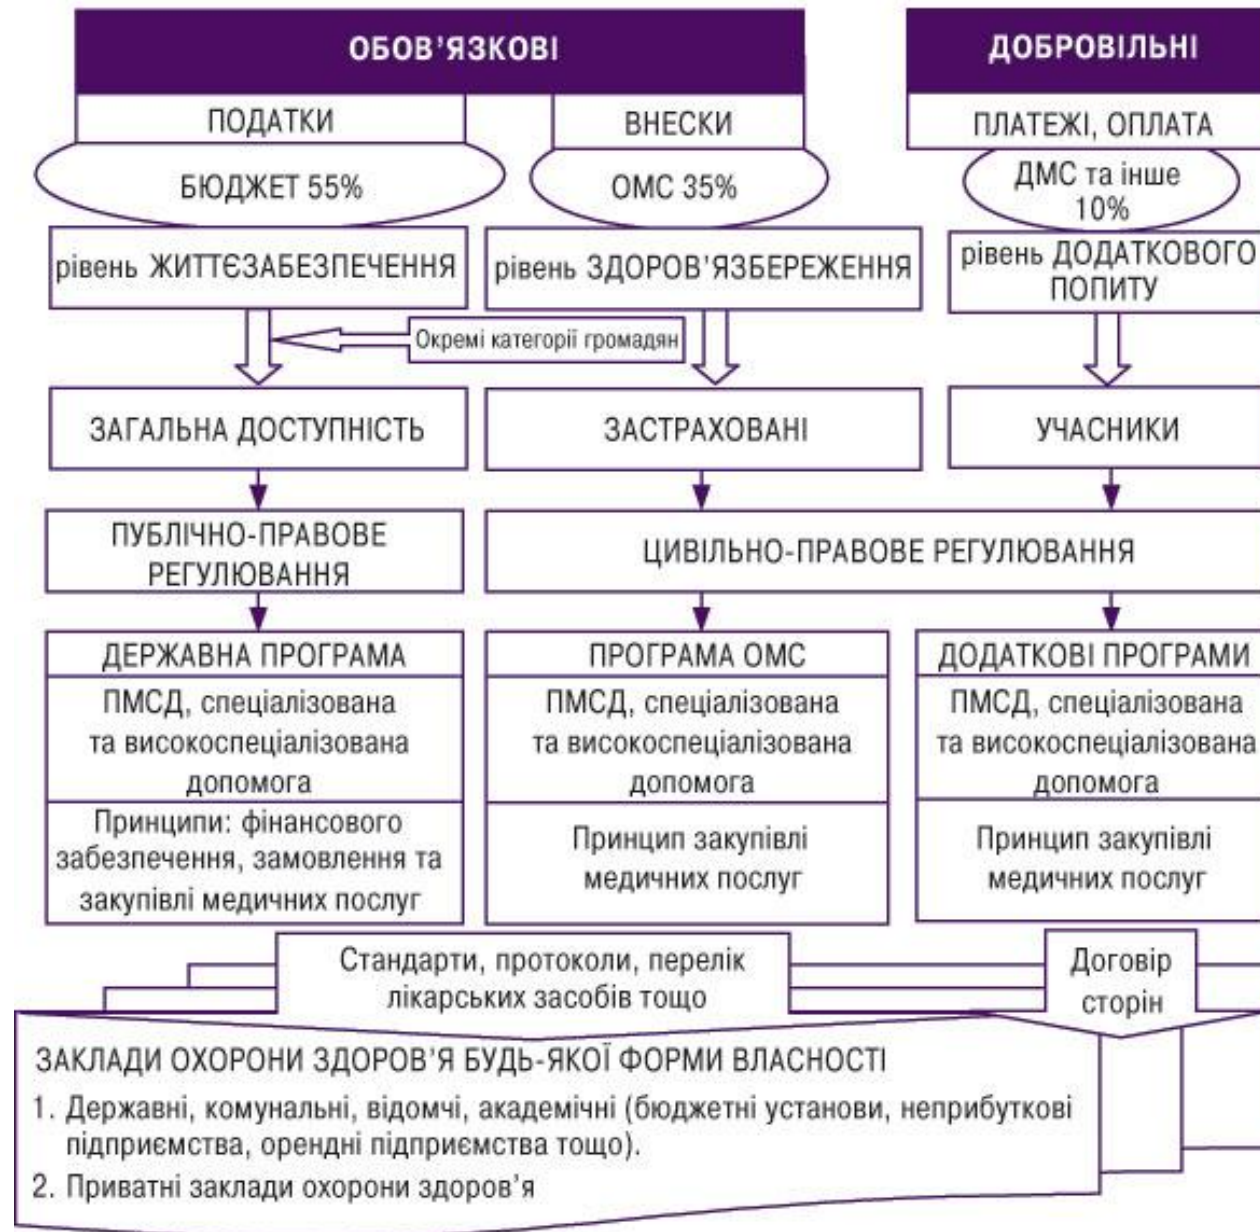 ОБОВ’ЯЗКОВІ
ДОБРОВІЛЬНІ
ПОДАТКИ
ВНЕСКИ
ПЛАТЕЖІ, ОПЛАТА
БЮДЖЕТ 55%
ОМС 35%
ДМС та інше
10%
рівень ЖИТТЄЗАБЕЗПЕЧЕННЯ
рівень ЗДОРОВ’ЯЗБЕРЕЖЕННЯ
рівень ДОДАТКОВОГО
ПОПИТУ
Окремі категорії громадян
ЗАГАЛЬНА ДОСТУПНІСТЬ
ЗАСТРАХОВАНІ
УЧАСНИКИ
ПУБЛІЧНО-ПРАВОВЕ
РЕГУЛЮВАННЯ
ЦИВІЛЬНО-ПРАВОВЕ РЕГУЛЮВАННЯ
ДЕРЖАВНА ПРОГРАМА
ПМСД, спеціалізована
та високоспеціалізована
допомога
Принципи: фінансового
забезпечення, замовлення та
закупівлі медичних послуг
ПРОГРАМА ОМС
ПМСД, спеціалізована
та високоспеціалізована
допомога
Принцип закупівлі
медичних послуг
ДОДАТКОВІ ПРОГРАМИ
ПМСД, спеціалізована
та високоспеціалізована
допомога
Принцип закупівлі
медичних послуг
Стандарти, протоколи, перелік
лікарських засобів тощо
Договір
сторін
ЗАКЛАДИ ОХОРОНИ ЗДОРОВ’Я БУДЬ-ЯКОЇ ФОРМИ ВЛАСНОСТІ
1. Державні, комунальні, відомчі, академічні (бюджетні установи, неприбуткові
підприємства, орендні підприємства тощо).
2. Приватні заклади охорони здоров’я